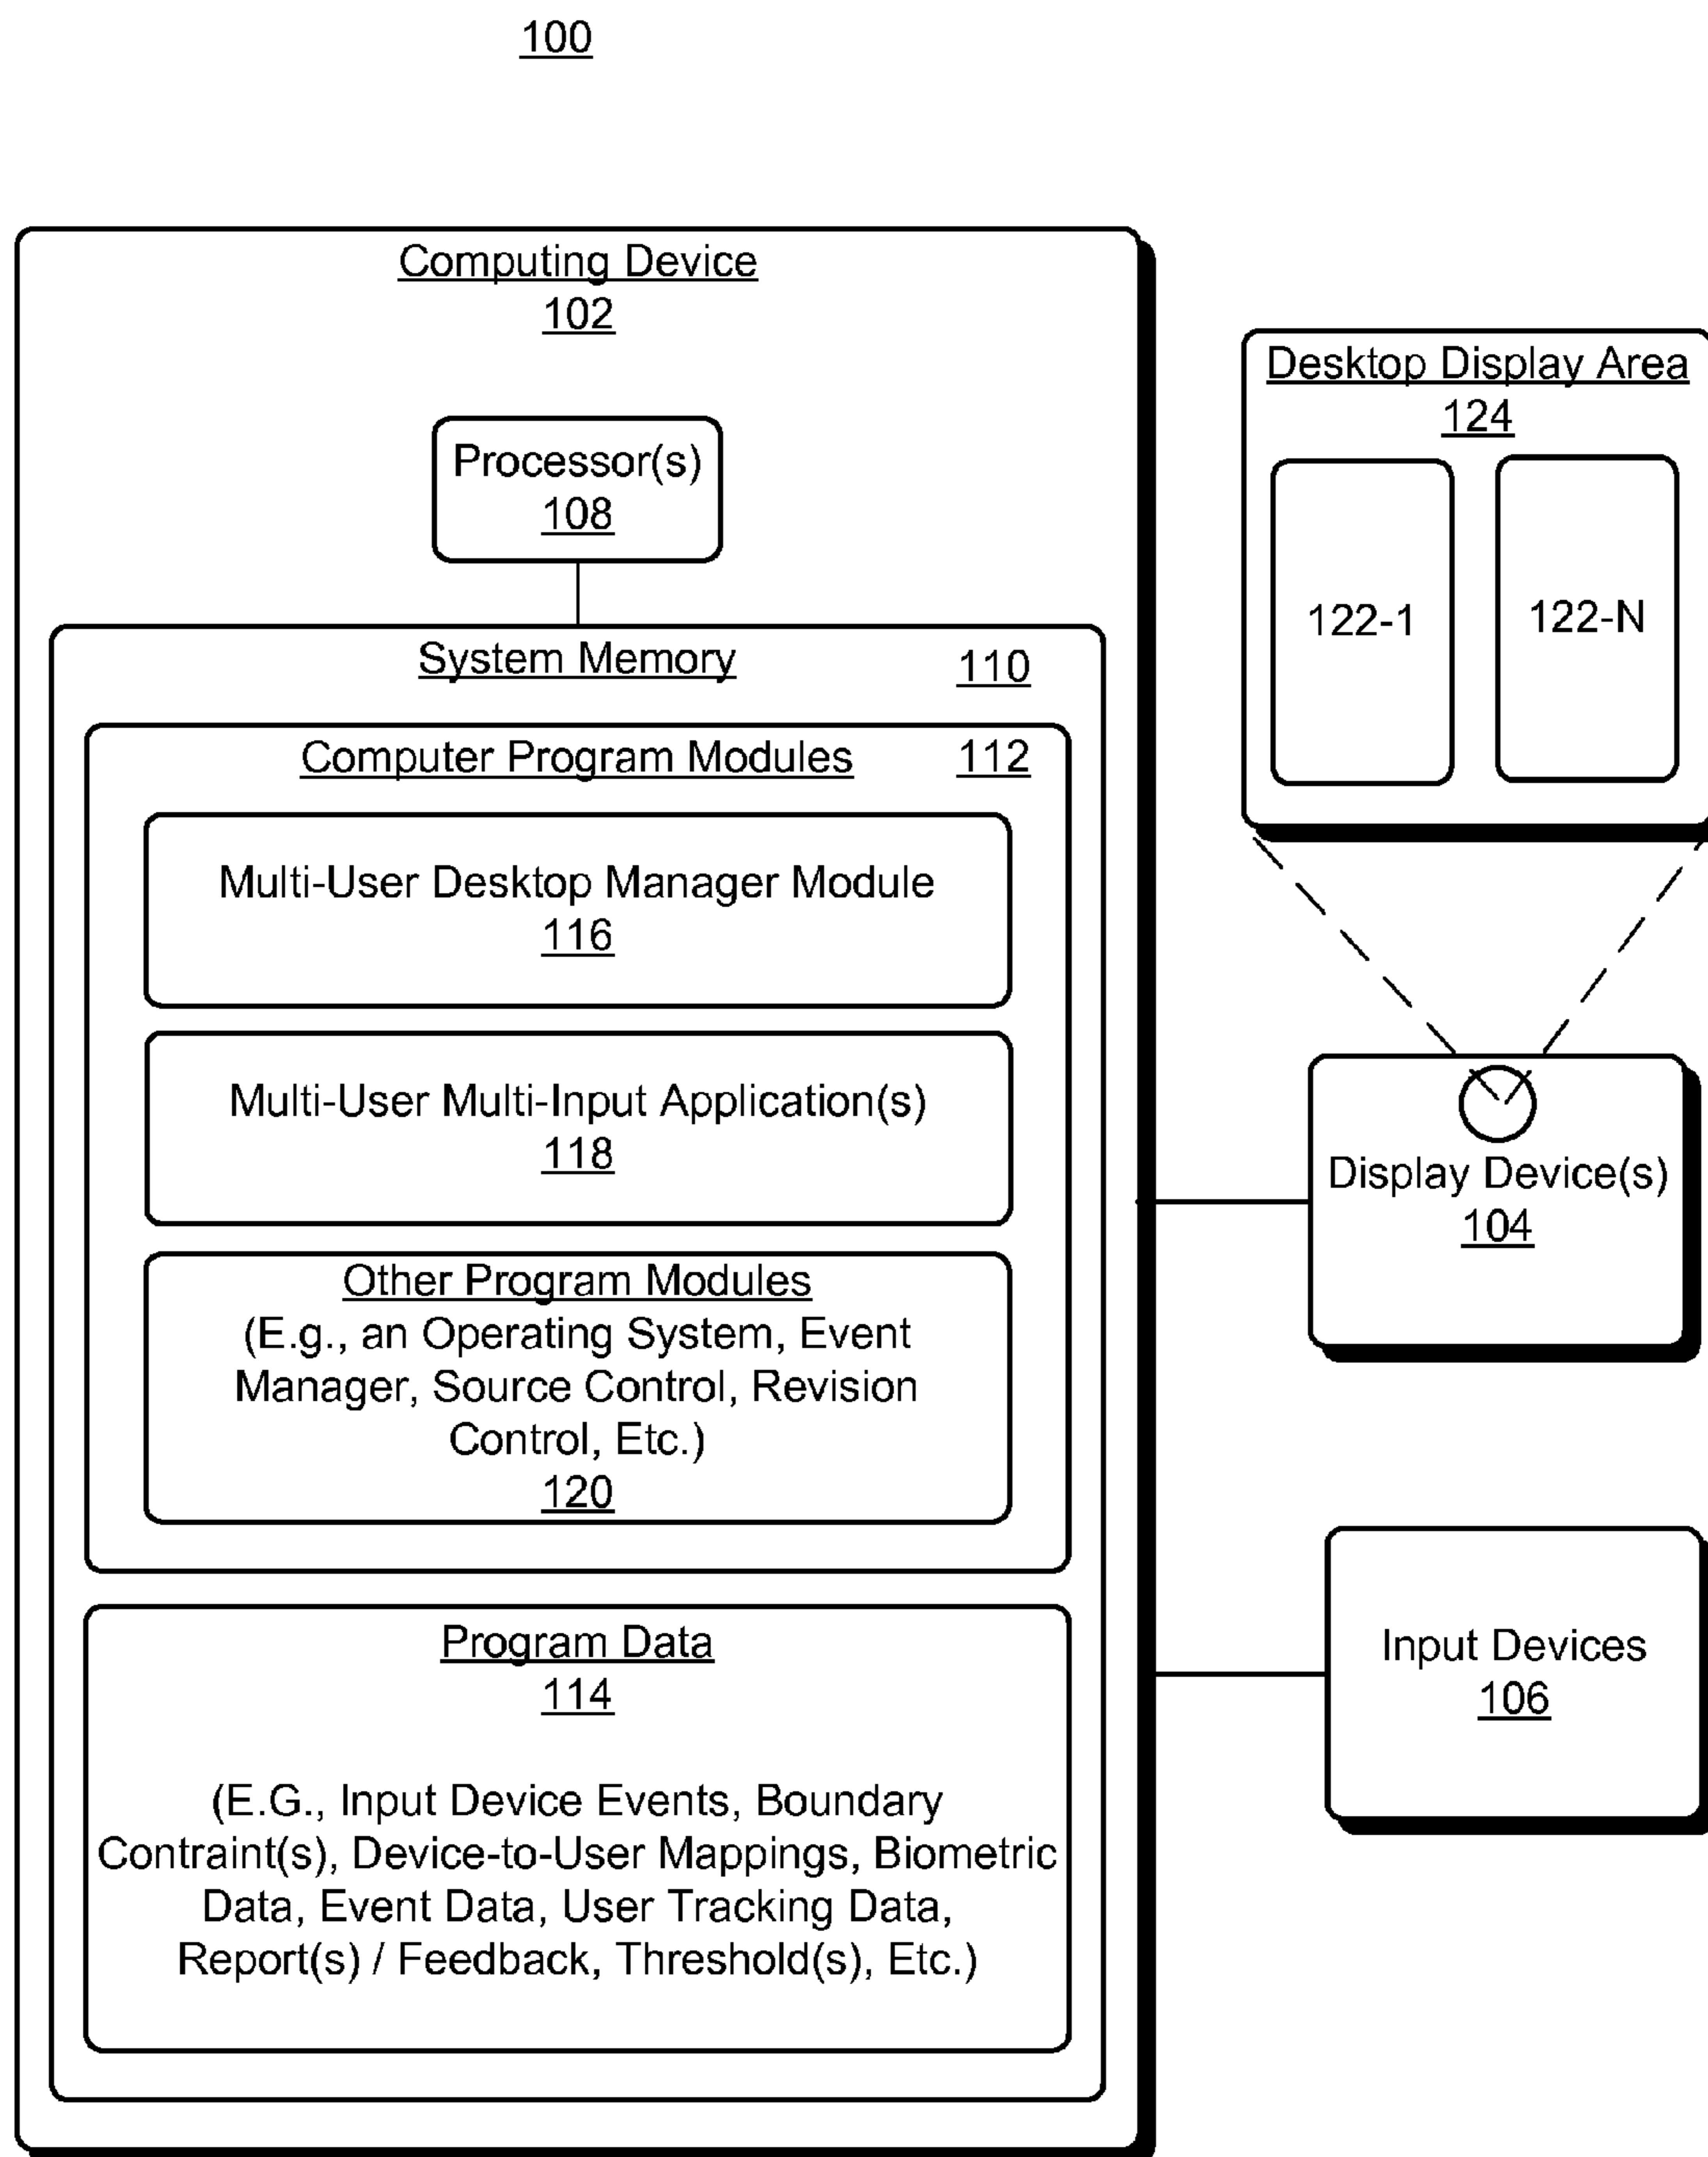 100
Computing Device
102
Processor(s)
108
System Memory 110
Computer Program Modules 112
Multi-User Desktop Manager Module
116
Multi-User Multi-Input Application(s)
118
Other Program Modules
(E.g., an Operating System, Event
Manager, Source Control, Revision
Control, Etc.)
120
Program Data
114
(E.G., Input Device Events, Boundary
Contraint(s), Device-to-User Mappings, Biometric
Data, Event Data, User Tracking Data,
Report(s) / Feedback, Threshold(s), Etc.)
Desktop Display Area
124
122-1
122-N
Display Device(s)
104
Input Devices
106